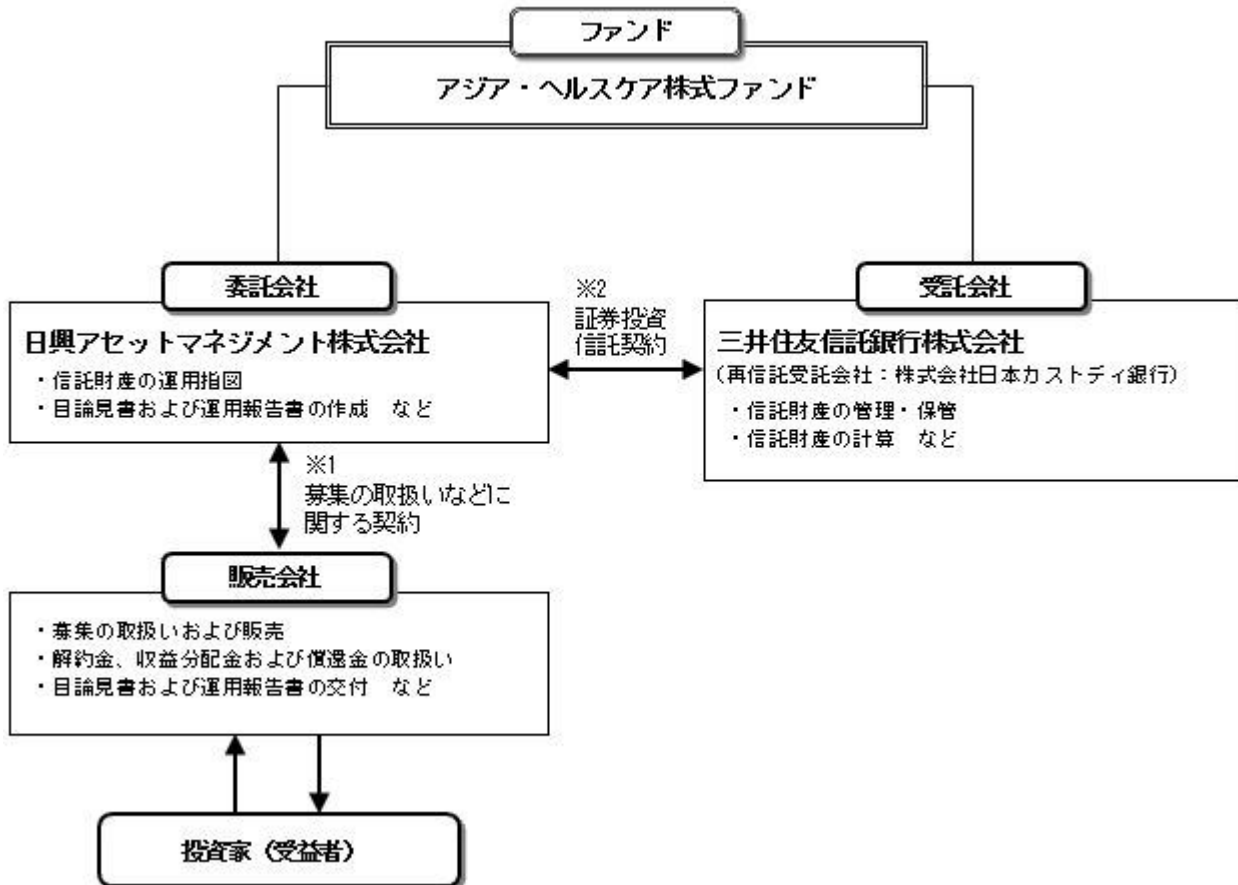 ファンド
アジア・ヘルスケア株式ファンド
委託会社
日興アセットマネジメント株式会社
・信託財産の運用指図
・目論見書および運用報告書の作成　など
※2
証券投資
信託契約
受託会社
三井住友信託銀行株式会社
(再信託受託会社：株式会社日本カストディ銀行)
・信託財産の管理・保管
・信託財産の計算　など
※1
募集の取扱いなどに
関する契約
販売会社
・募集の取扱いおよび販売
・解約金、収益分配金および償還金の取扱い
・目論見書および運用報告書の交付　など
投資家（受益者）